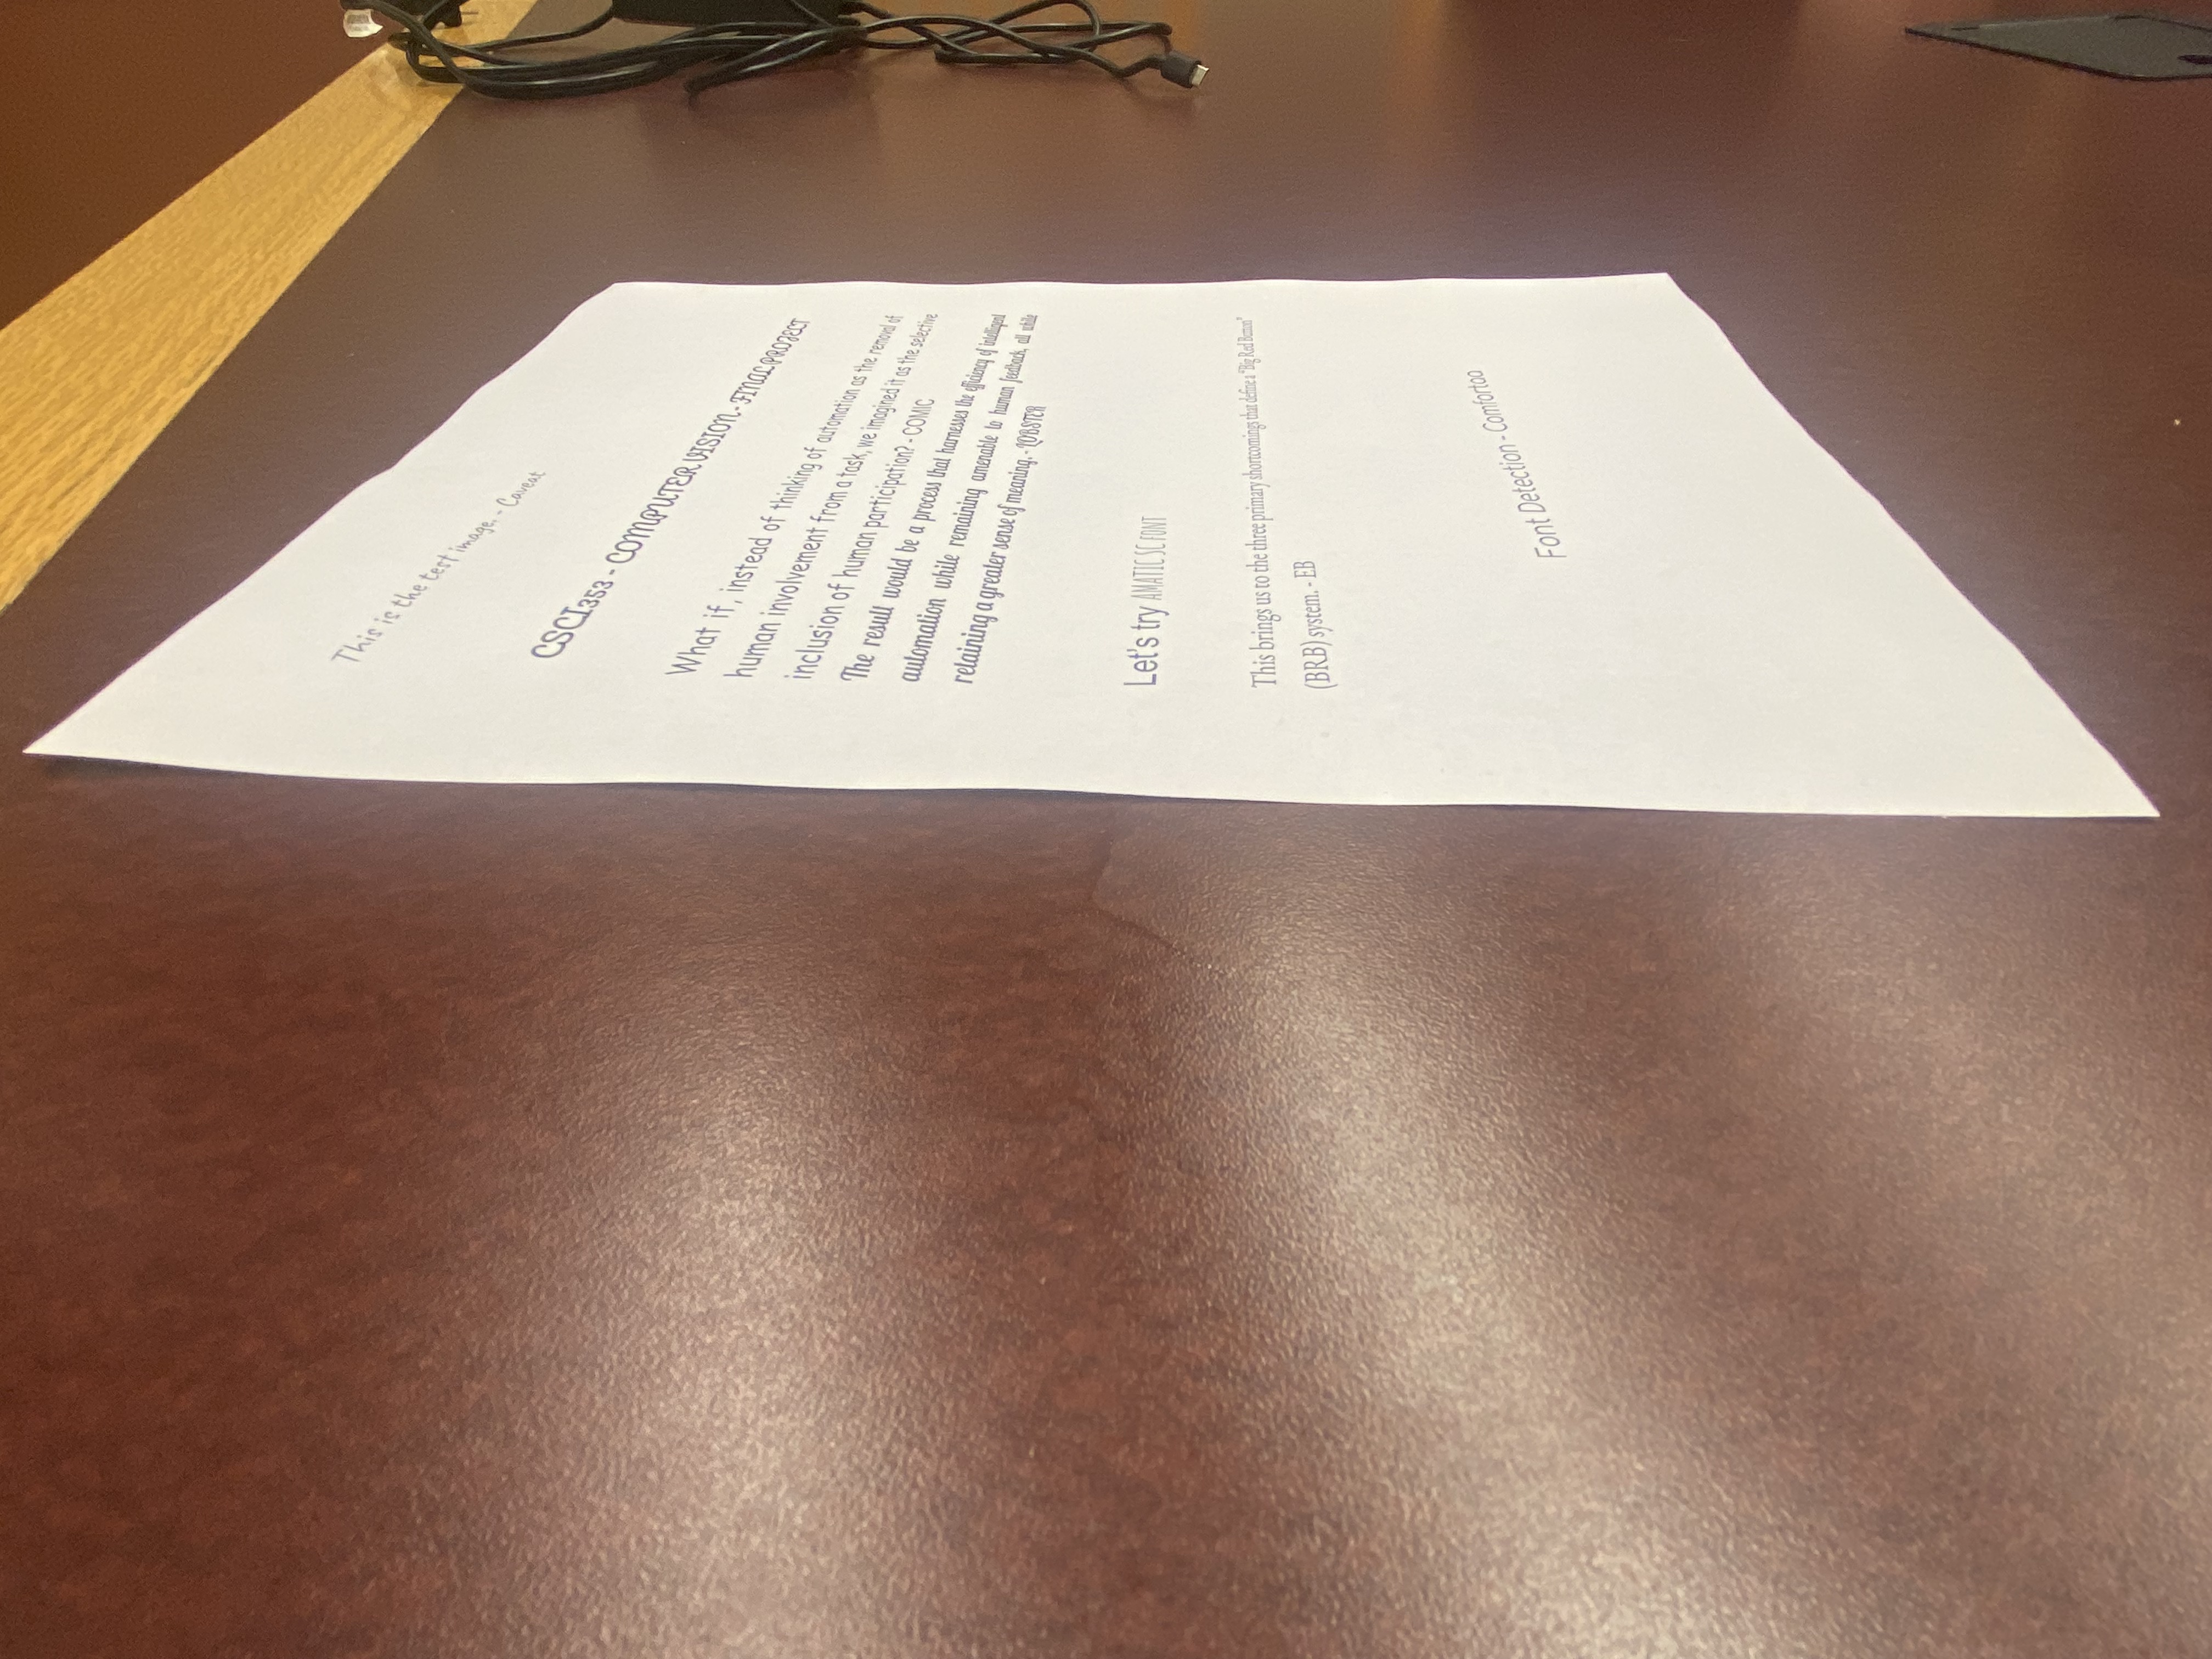 This is the test image. - Caveat
CSCI353 - COMPUTER VISION - FINAL PROJECT
What if, instead of thinking of automation as the removal of
human involvement from a task, we imagined it as the selective
inclusion of human participation? - COMIC
The result would be a process that harnesses the efficiency of intelligent
automation while remaining amenable to human feedback, all while
retaining a greater sense of meaning. - LOBSTER
Let's try AMATIC SC FONT
This brings us to the three primary shortcomings that define a "Big Red Button"
(BRB) system. - EB
Font Detection - Comfortoo